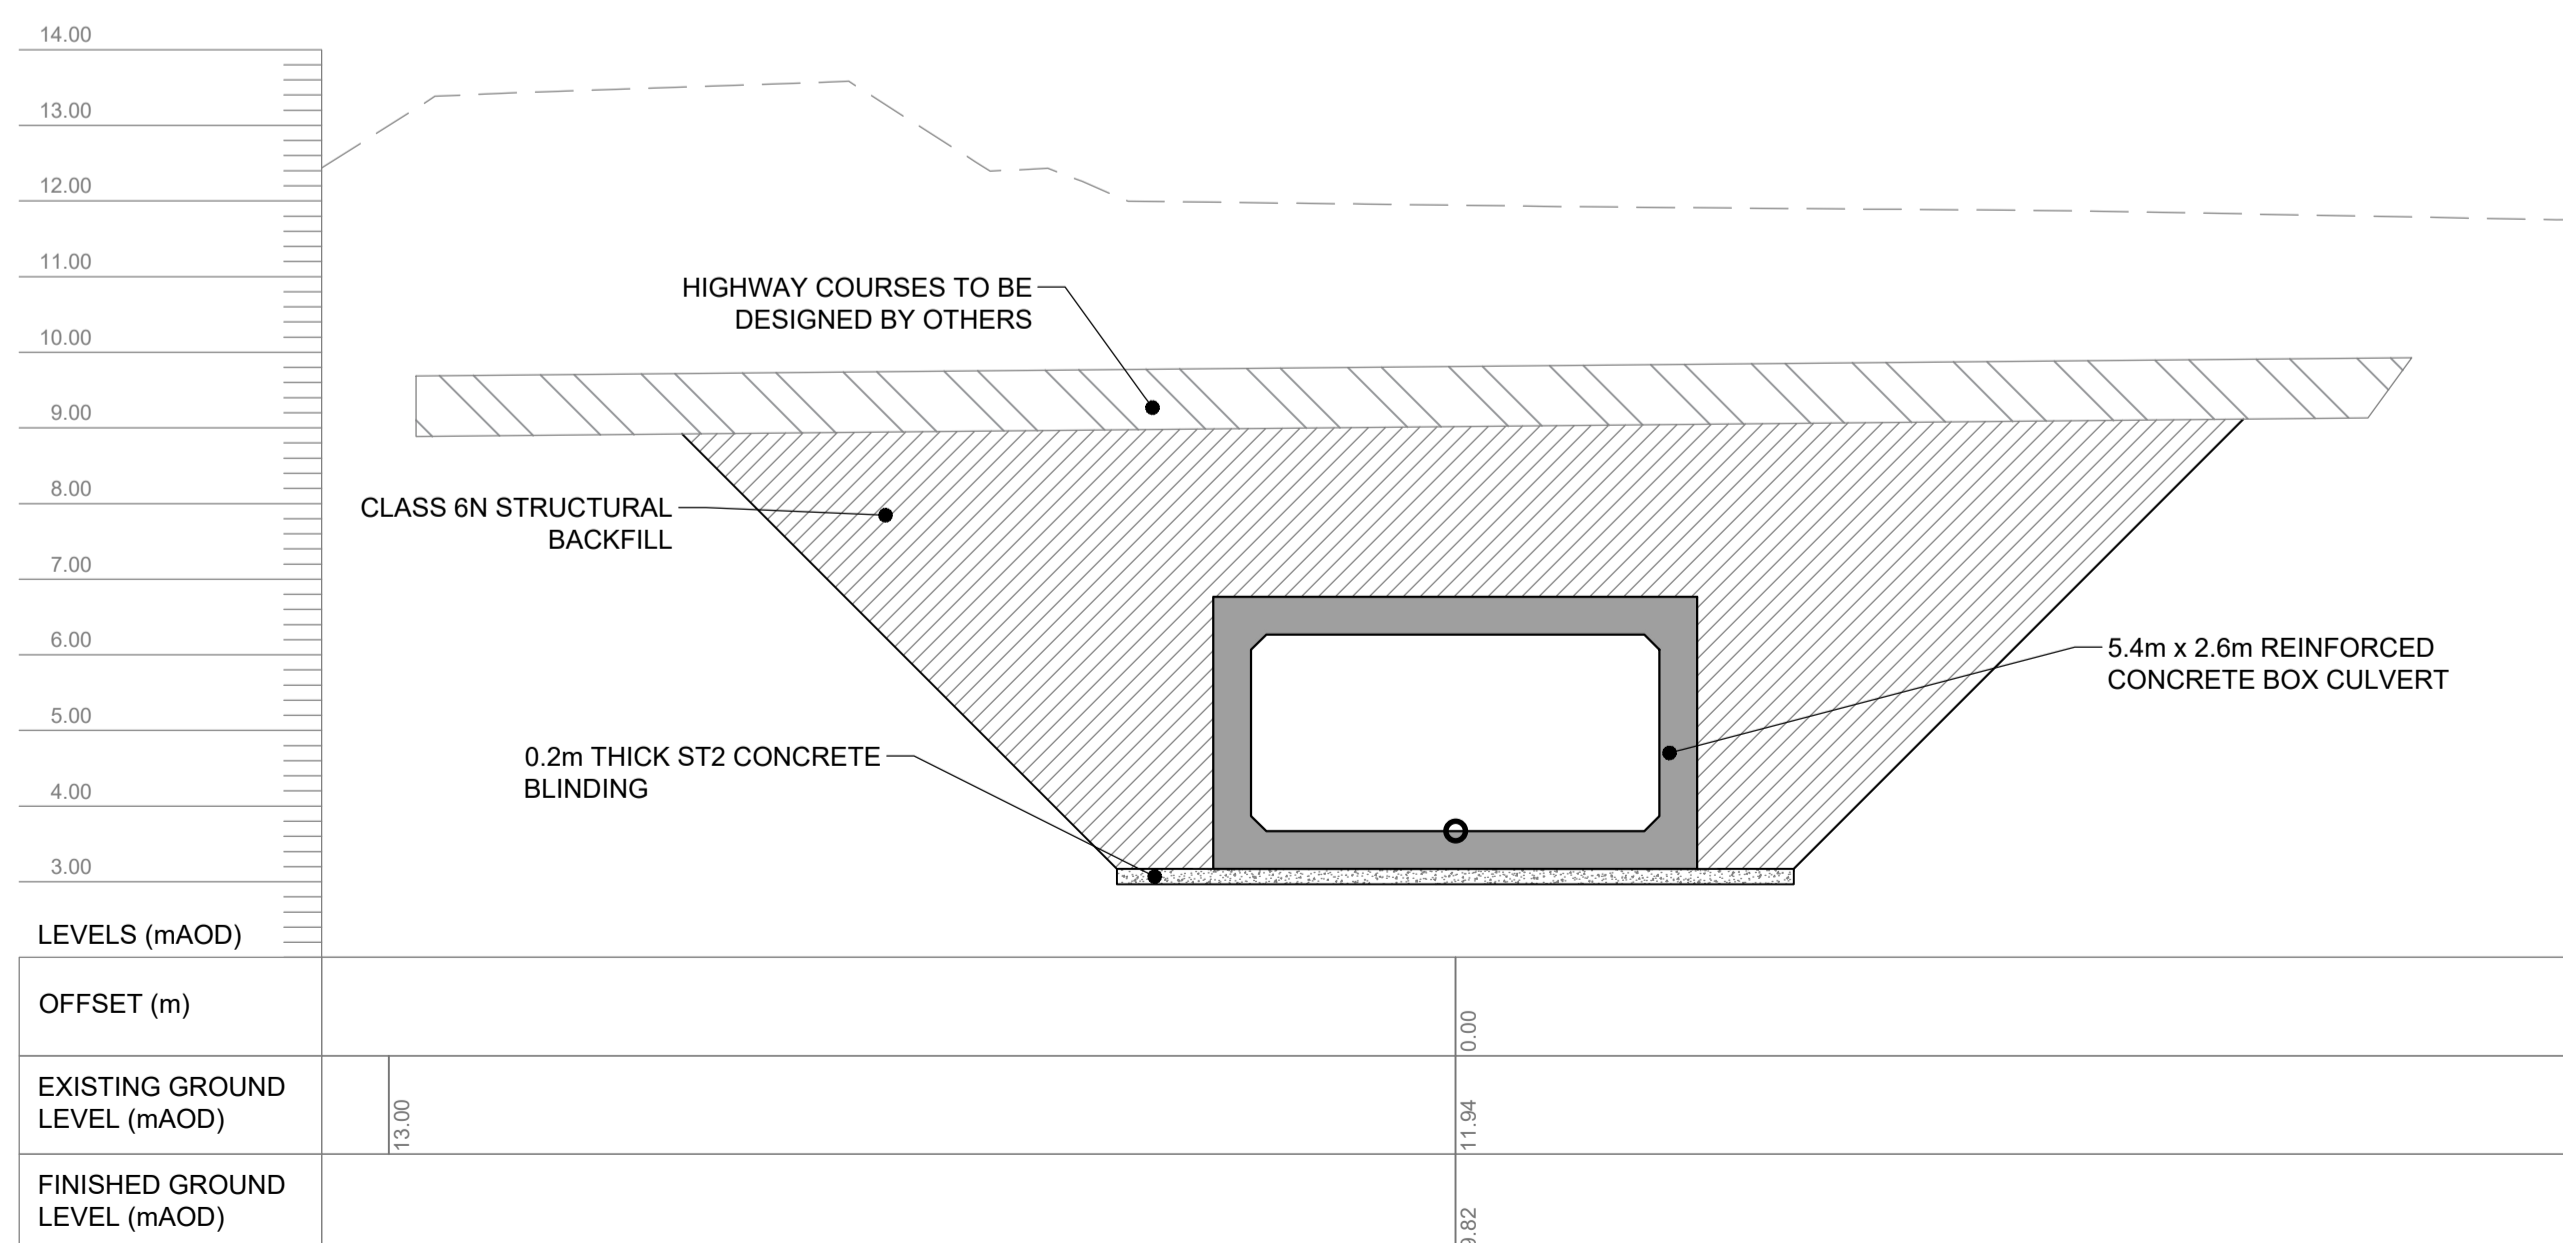 14.00
13.00
12.00
11.00
10.00
9.00
8.00
7.00
6.00
5.00
4.00
3.00
HIGHWAY COURSES TO BE
DESIGNED BY OTHERS
CLASS 6N STRUCTURAL
BACKFILL
5.4m x 2.6m REINFORCED
CONCRETE BOX CULVERT
0.2m THICK ST2 CONCRETE
BLINDING
LEVELS (mAOD)
OFFSET (m)
0.00
EXISTING GROUND
LEVEL (mAOD)
13.00
11.94
FINISHED GROUND
LEVEL (mAOD)
9.82